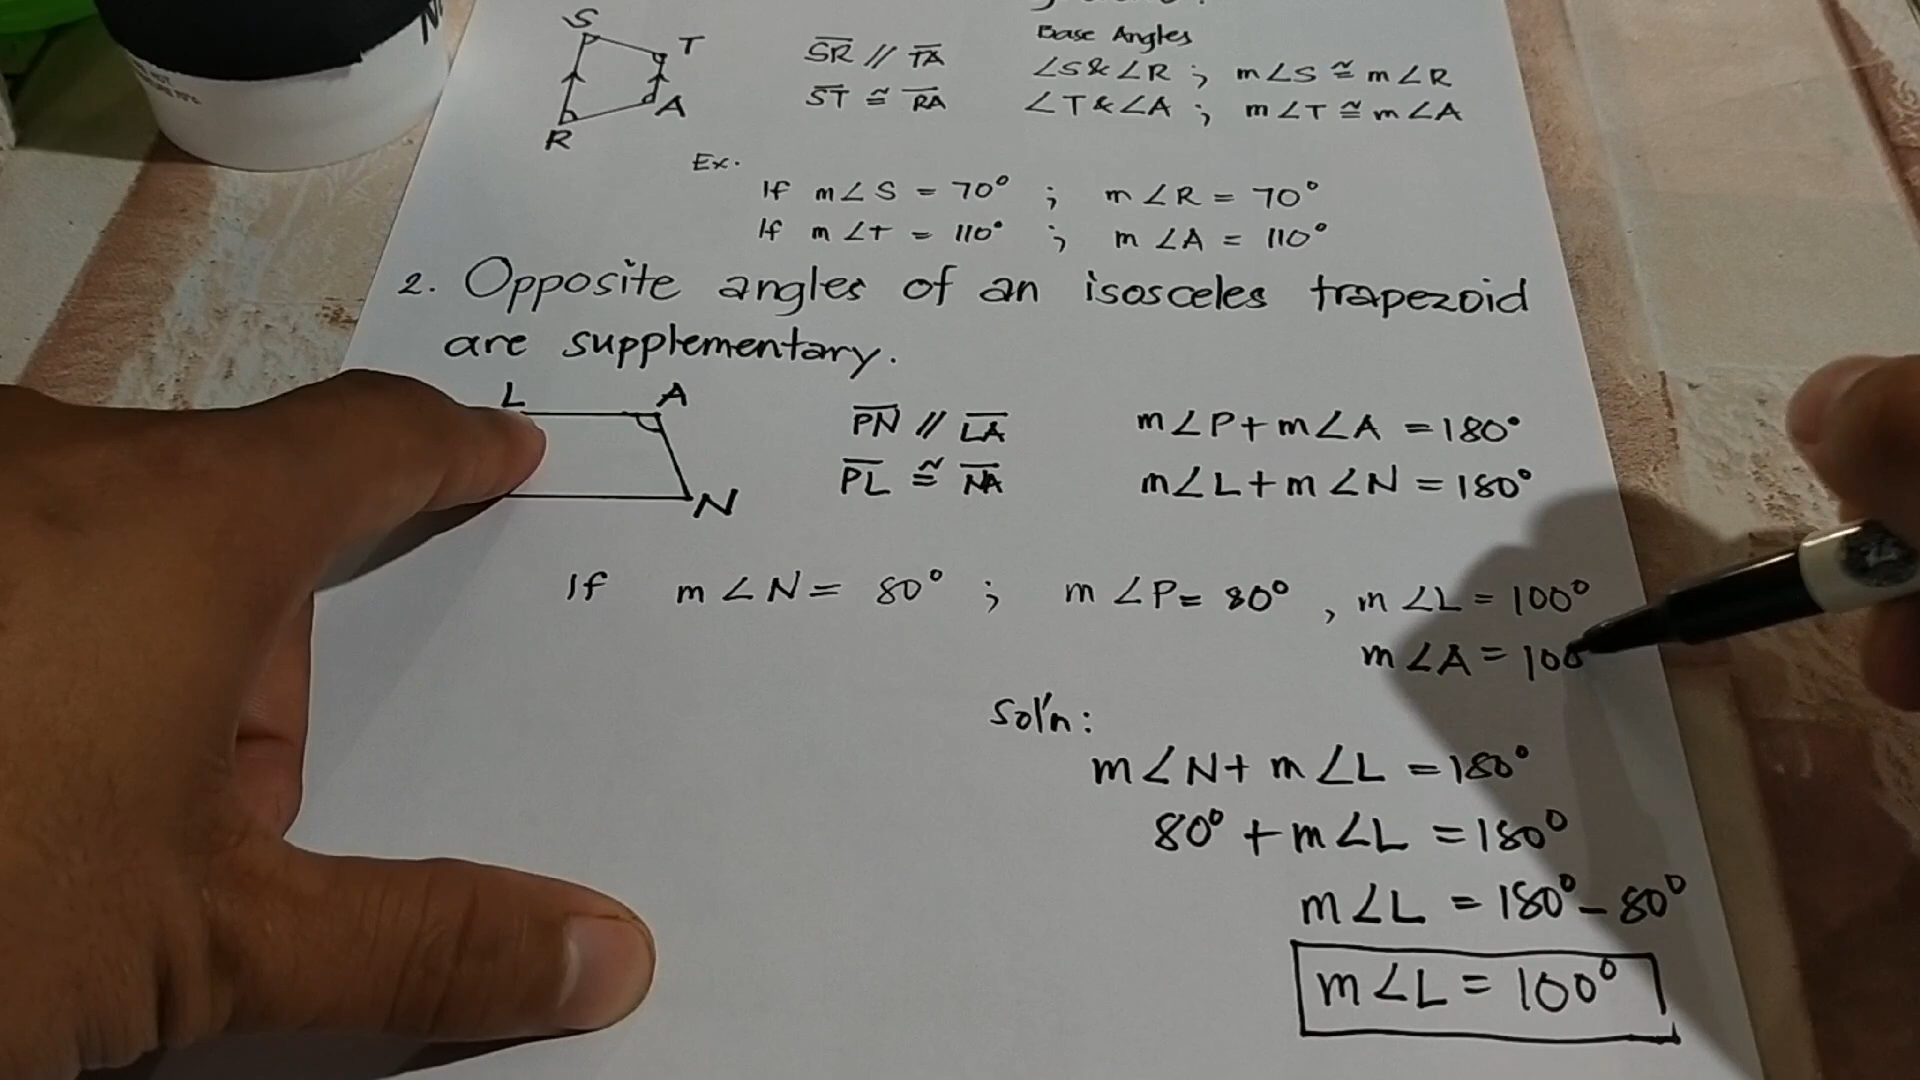 S
T
R
A
SR // TA
ST ≅ RA
Base Angles
∠S & ∠R ; m∠S ≅ m∠R
∠T & ∠A ; m∠T ≅ m∠A
Ex.
If m∠S = 70° ; m∠R = 70°
If m∠T = 110° ; m∠A = 110°
2. Opposite angles of an isosceles trapezoid
are supplementary.
L
A
N
PN // LA
PL ≅ NA
m∠P + m∠A = 180°
m∠L + m∠N = 180°
If m∠N = 80° ; m∠P = 80° , m∠L = 100°
m∠A = 100
Sol'n:
m∠N + m∠L = 180°
80° + m∠L = 180°
m∠L = 180° - 80°
m∠L = 100°